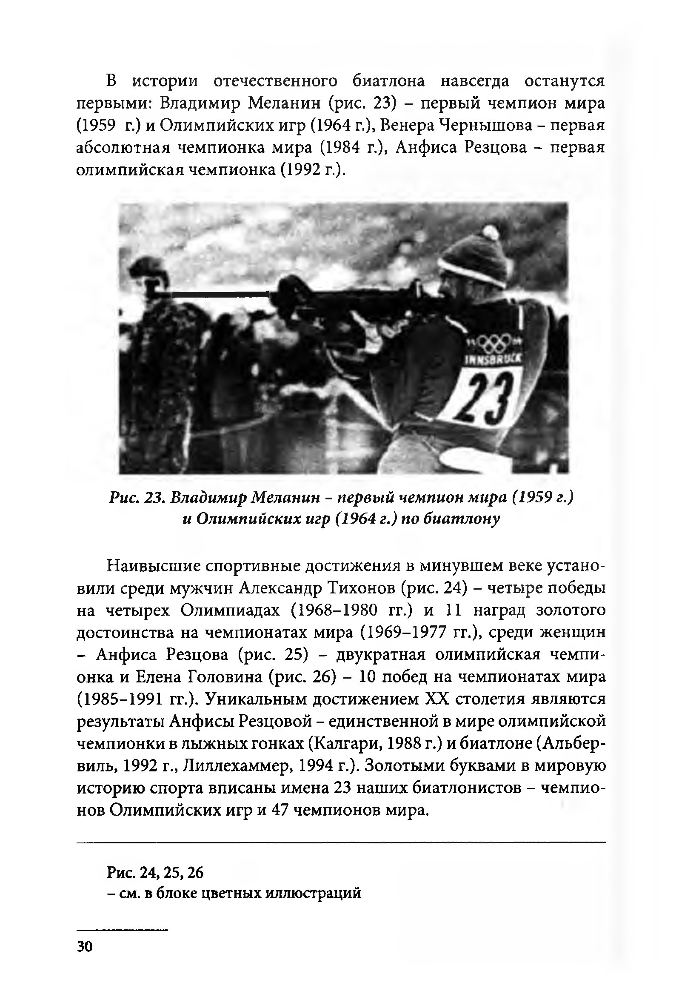 В истории отечественного биатлона навсегда останутся
первыми: Владимир Меланин (рис. 23) – первый чемпион мира
(1959 г.) и Олимпийских игр (1964 г.), Венера Чернышова – первая
абсолютная чемпионка мира (1984 г.), Анфиса Резцова – первая
олимпийская чемпионка (1992 г.).
INNSBRUCK
23
Рис. 23. Владимир Меланин – первый чемпион мира (1959 г.)
и Олимпийских игр (1964 г.) по биатлону
Наивысшие спортивные достижения в минувшем веке устано-
вили среди мужчин Александр Тихонов (рис. 24) – четыре победы
на четырех Олимпиадах (1968–1980 гг.) и 11 наград золотого
достоинства на чемпионатах мира (1969–1977 гг.), среди женщин
– Анфиса Резцова (рис. 25) – двукратная олимпийская чемпи-
онка и Елена Головина (рис. 26) – 10 побед на чемпионатах мира
(1985–1991 гг.). Уникальным достижением XX столетия являются
результаты Анфисы Резцовой – единственной в мире олимпийской
чемпионки в лыжных гонках (Калгари, 1988 г.) и биатлоне (Альбер-
виль, 1992 г., Лиллехаммер, 1994 г.). Золотыми буквами в мировую
историю спорта вписаны имена 23 наших биатлонистов – чемпио-
нов Олимпийских игр и 47 чемпионов мира.
Рис. 24, 25, 26
– см. в блоке цветных иллюстраций
30